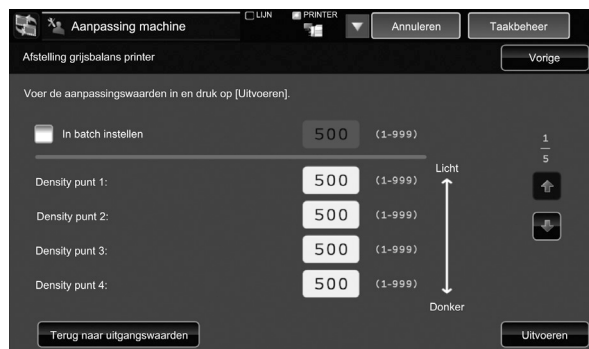 Aanpassing machine
LIJN
PRINTER
Annuleren
Taakbeheer
Afstelling grijsbalans printer
Vorige
Voer de aanpassingswaarden in en druk op [Uitvoeren].
In batch instellen 500 (1-999)
1
5
Licht
Density punt 1: 500 (1-999)
Density punt 2: 500 (1-999)
Density punt 3: 500 (1-999)
Density punt 4: 500 (1-999)
Donker
Terug naar uitgangswaarden
Uitvoeren